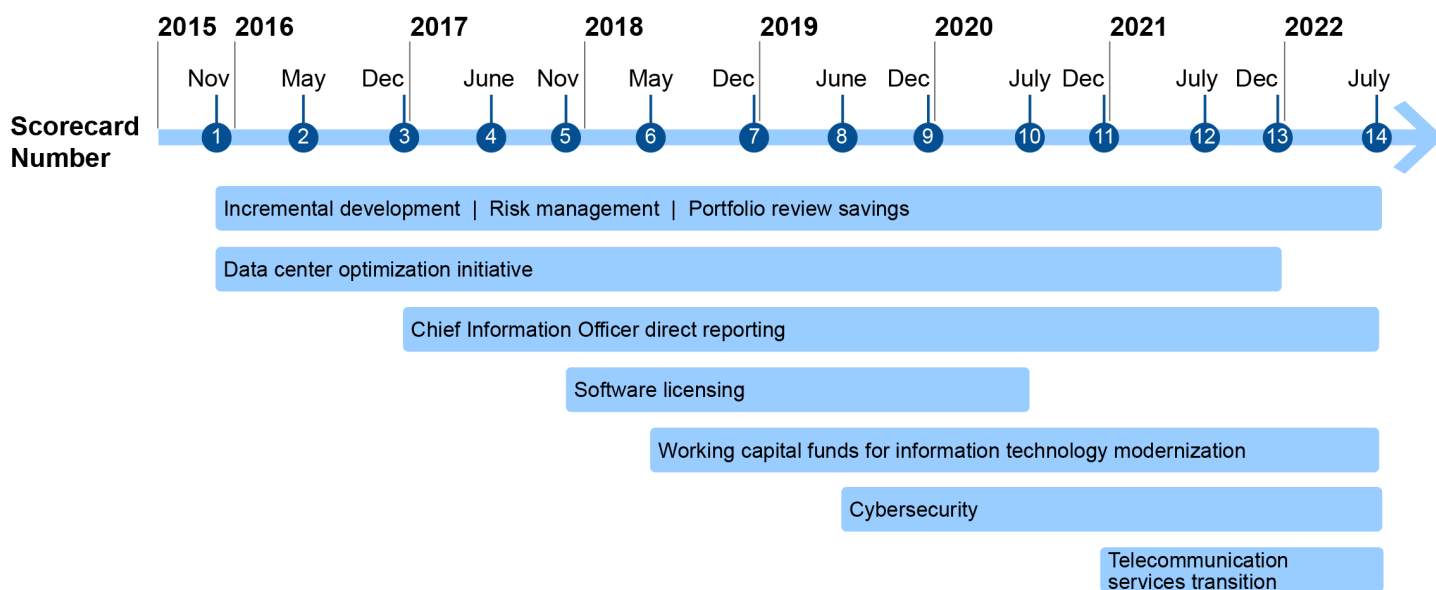 2015 2016 2017 2018 2019 2020 2021 2022
Nov May Dec June Nov May Dec June Dec July Dec July Dec July
Scorecard
Number
1 2 3 4 5 6 7 8 9 10 11 12 13 14
Incremental development | Risk management | Portfolio review savings
Data center optimization initiative
Chief Information Officer direct reporting
Software licensing
Working capital funds for information technology modernization
Cybersecurity
Telecommunication
services transition